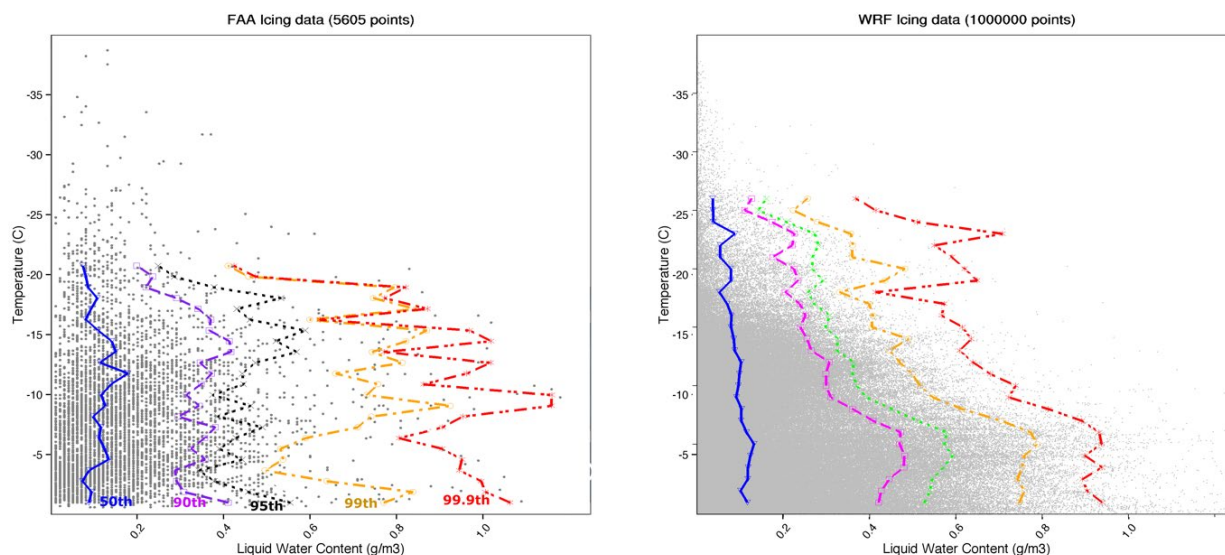 FAA Icing data (5605 points)
Temperature (C)
-35
-30
-25
-20
-15
-10
-5
50th
90th
95th
99th
99.9th
0.2
0.4
0.6
0.8
1.0
Liquid Water Content (g/m3)
WRF Icing data (1000000 points)
Temperature (C)
-35
-30
-25
-20
-15
-10
-5
0.2
0.4
0.6
0.8
1.0
Liquid Water Content (g/m3)